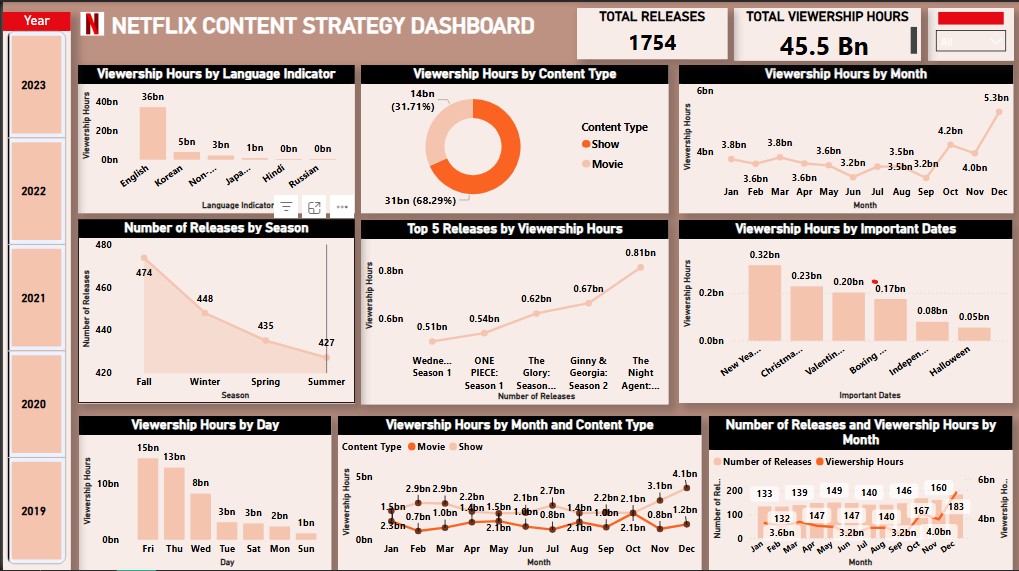 Year
2023
2022
2021
2020
2019
N NETFLIX CONTENT STRATEGY DASHBOARD
TOTAL RELEASES
1754
TOTAL VIEWERSHIP HOURS
45.5 Bn
All
Viewership Hours by Language Indicator
Viewership Hours
40bn
20bn
0bn
36bn
5bn
3bn
1bn
0bn
0bn
English
Korean
Non-...
Japa...
Hindi
Russian
Language Indicator
Viewership Hours by Content Type
14bn
(31.71%)
31bn (68.29%)
Content Type
Show
Movie
Viewership Hours by Month
Viewership Hours
6bn
4bn
3.8bn
3.6bn
3.8bn
3.6bn
3.6bn
3.2bn
3.5bn
3.5bn
3.2bn
4.2bn
4.0bn
5.3bn
Jan Feb Mar Apr May Jun Jul Aug Sep Oct Nov Dec
Month
Number of Releases by Season
Number of Releases
480
460
440
420
474
448
435
427
Fall Winter Spring Summer
Season
Top 5 Releases by Viewership Hours
Viewership Hours
0.8bn
0.6bn
0.51bn
0.54bn
0.62bn
0.67bn
0.81bn
Wedne...
Season 1
ONE
PIECE:
Season 1
The
Glory:
Season...
Ginny &
Georgia:
Season 2
The
Night
Agent:...
Number of Releases
Viewership Hours by Important Dates
Viewership Hours
0.2bn
0.0bn
0.32bn
0.23bn
0.20bn
0.17bn
0.08bn
0.05bn
New Yea...
Christma...
Valentin...
Boxing ...
Indepen...
Halloween
Important Dates
Viewership Hours by Day
Viewership Hours
10bn
0bn
15bn
13bn
8bn
3bn
3bn
2bn
1bn
Fri Thu Wed Tue Sat Mon Sun
Day
Viewership Hours by Month and Content Type
Content Type Movie Show
Viewership Hours
5bn
0bn
1.5bn
2.9bn
2.9bn
2.2bn
1.5bn
2.1bn
2.7bn
1.4bn
2.2bn
2.1bn
3.1bn
4.1bn
0.7bn
1.0bn
1.4bn
2.1bn
0.8bn
2.1bn
2.1bn
0.8bn
1.2bn
Jan Feb Mar Apr May Jun Jul Aug Sep Oct Nov Dec
Month
Number of Releases and Viewership Hours by
Month
Number of Releases Viewership Hours
Number of Rel...
200
100
0
133
132
139
147
149
147
140
140
146
167
160
183
3.6bn
3.2bn
3.2bn
4.0bn
6bn
4bn
Viewership Ho...
Jan Feb Mar Apr May Jun Jul Aug Sep Oct Nov Dec
Month